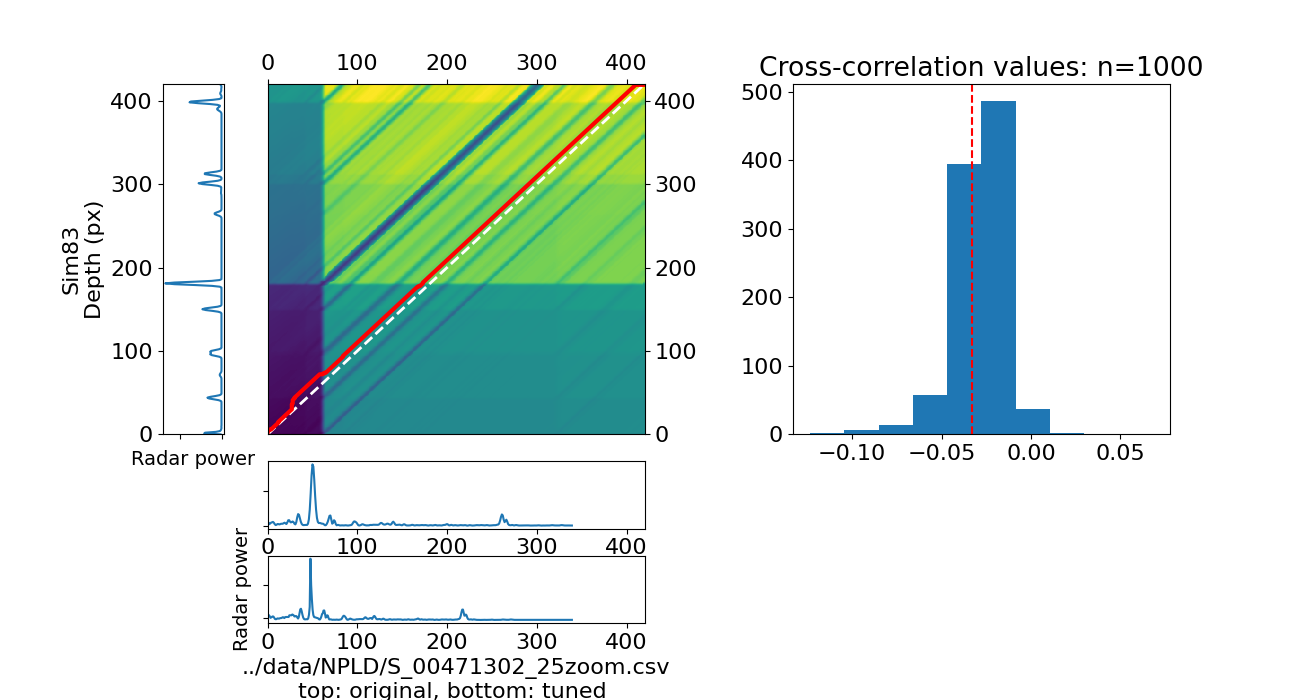 Cross-correlation values: n=1000
0 100 200 300 400
400
300
200
100
0
Sim83
Depth (px)
Radar power
400
300
200
100
0
500
400
300
200
100
0
−0.10 −0.05 0.00 0.05
0 100 200 300 400
Radar power
0 100 200 300 400
../data/NPLD/S_00471302_25zoom.csv
top: original, bottom: tuned